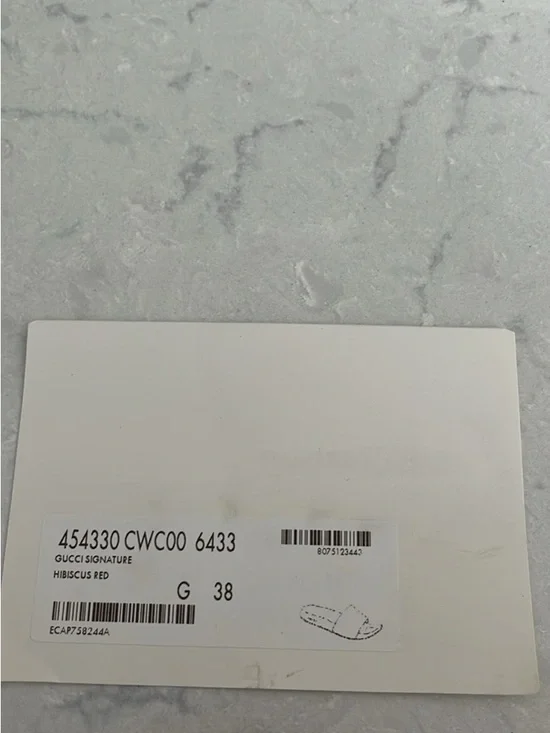 454330 CWC00 6433
GUCCI SIGNATURE
HIBISCUS RED
G 38
8075123443
ECAP758244A